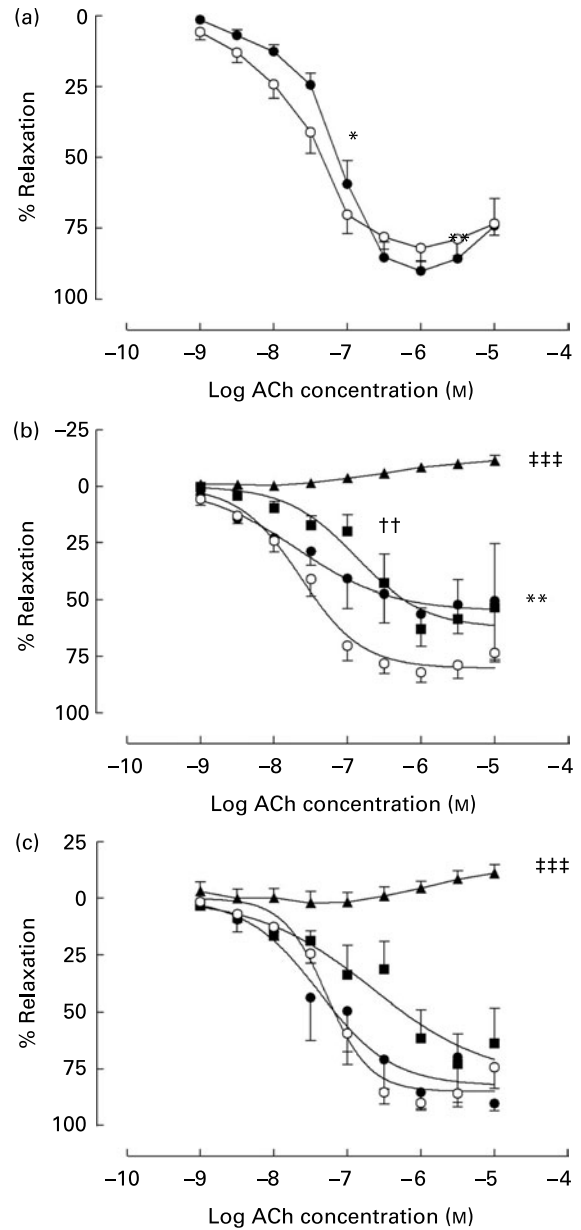 (a)
0
25
50
75
100
% Relaxation
*
**
–10 –9 –8 –7 –6 –5 –4
Log ACh concentration (M)
(b)
–25
0
25
50
75
100
% Relaxation
‡‡‡
††
**
–10 –9 –8 –7 –6 –5 –4
Log ACh concentration (M)
(c)
25
0
25
50
75
100
% Relaxation
‡‡‡
–10 –9 –8 –7 –6 –5 –4
Log ACh concentration (M)